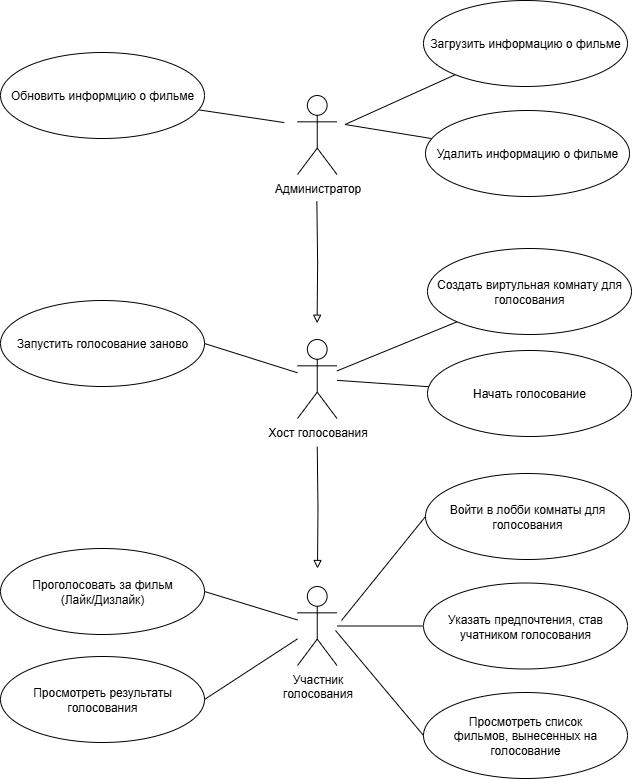 Загрузить информацию о фильме
Обновить информцию о фильме
Удалить информацию о фильме
Администратор
Создать виртульная комнату для
голосования
Запустить голосование заново
Начать голосование
Хост голосования
Войти в лобби комнаты для
голосования
Проголосовать за фильм
(Лайк/Дизлайк)
Указать предпочтения, став
учатником голосования
Участник
голосования
Просмотреть результаты
голосования
Просмотреть список
фильмов, вынесенных на
голосование